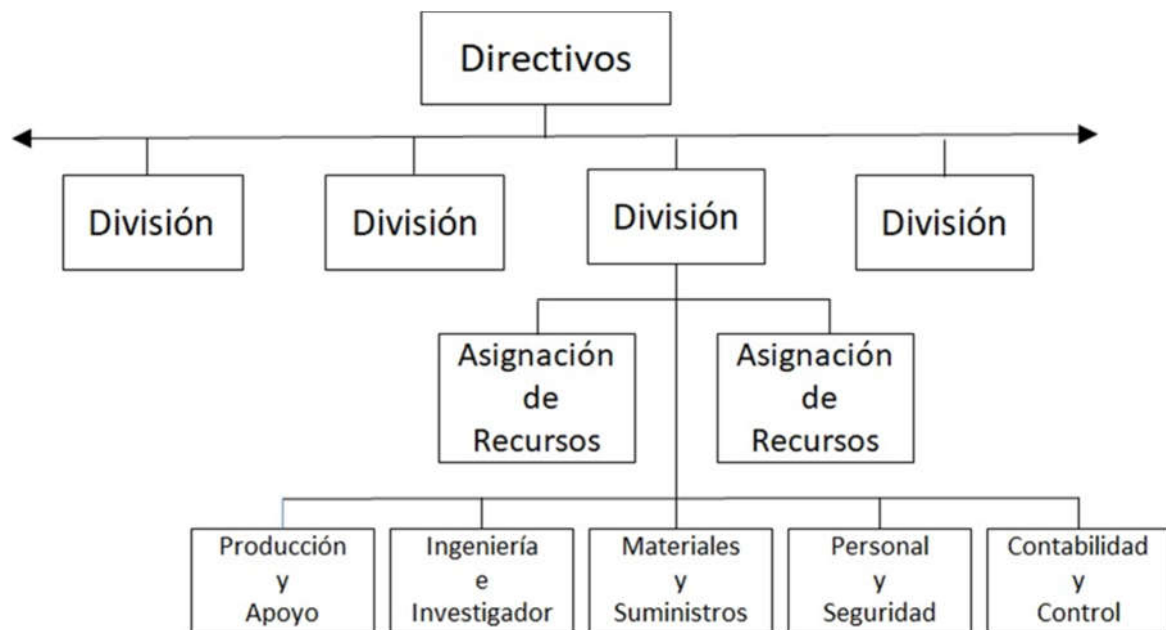 Directivos
División
División
División
División
Asignación
de
Recursos
Asignación
de
Recursos
Producción
y
Apoyo
Ingeniería
e
Investigador
Materiales
y
Suministros
Personal
y
Seguridad
Contabilidad
y
Control